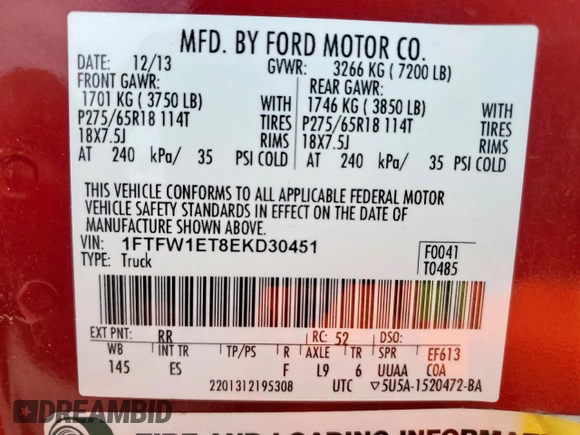 MFD. BY FORD MOTOR CO.
DATE: 12/13 GVWR: 3266 KG ( 7200 LB)
FRONT GAWR: REAR GAWR:
1701 KG ( 3750 LB) WITH 1746 KG ( 3850 LB) WITH
P275/65R18 114T TIRES P275/65R18 114T TIRES
18X7.5J RIMS 18X7.5J RIMS
AT 240 kPa/ 35 PSI COLD AT 240 kPa/ 35 PSI COLD
THIS VEHICLE CONFORMS TO ALL APPLICABLE FEDERAL MOTOR
VEHICLE SAFETY STANDARDS IN EFFECT ON THE DATE OF
MANUFACTURE SHOWN ABOVE.
VIN: 1FTFW1ET8EKD30451 F0041
TYPE: Truck T0485
EXT PNT: RR RC: 52 DSO:
WB INT TR TP/PS R AXLE TR SPR EF613
145 ES F L9 6 UUAA COA
2201312195308 UTC ▽5U5A-1520472-BA
DREAMBID
TIRE AND LOADING INFORMAT